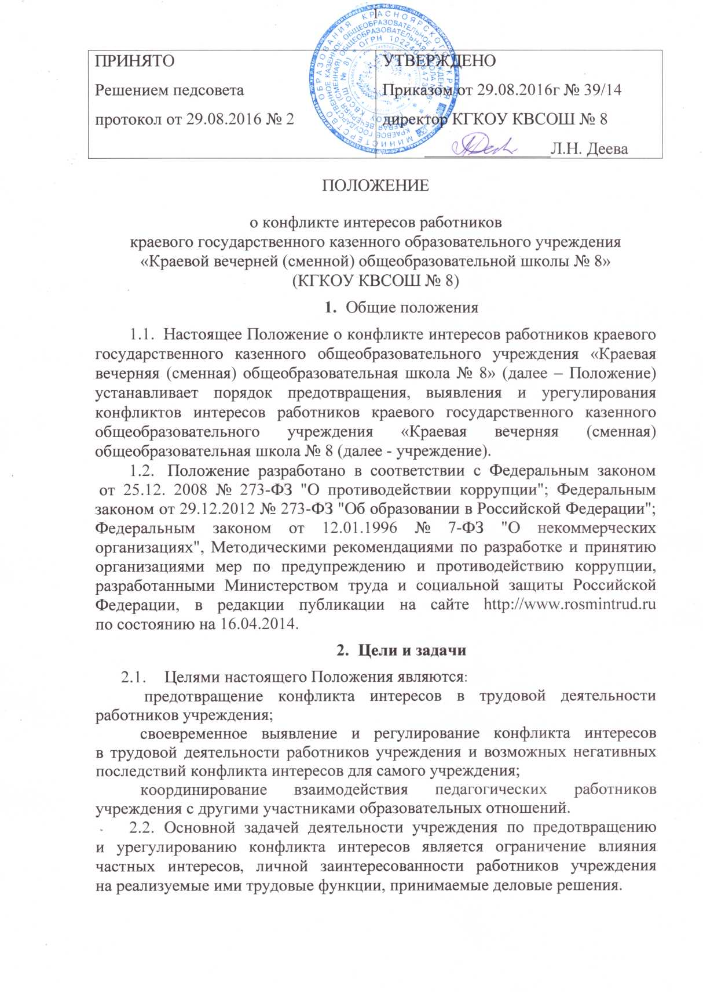 1
ПРИНЯТО
Решением педсовета
протокол от 29.08.2016 № 2
УТВЕРЖДЕНО
Приказом от 29.08.2016г № 39/14
директор КГКОУ КВСОШ № 8
Л.Н. Деева
ПОЛОЖЕНИЕ
о конфликте интересов работников
краевого государственного казенного образовательного учреждения
«Краевой вечерней (сменной) общеобразовательной школы № 8»
(КГКОУ КВСОШ № 8)
1. Общие положения
1.1. Настоящее Положение о конфликте интересов работников краевого
государственного казенного общеобразовательного учреждения «Краевая
вечерняя (сменная) общеобразовательная школа № 8» (далее – Положение)
устанавливает порядок предотвращения, выявления и урегулирования
конфликтов интересов работников краевого государственного казенного
общеобразовательного учреждения «Краевая вечерняя (сменная)
общеобразовательная школа № 8 (далее - учреждение).
1.2. Положение разработано в соответствии с Федеральным законом
от 25.12. 2008 № 273-ФЗ "О противодействии коррупции"; Федеральным
законом от 29.12.2012 № 273-ФЗ "Об образовании в Российской Федерации";
Федеральным законом от 12.01.1996 № 7-ФЗ "О некоммерческих
организациях", Методическими рекомендациями по разработке и принятию
организациями мер по предупреждению и противодействию коррупции,
разработанными Министерством труда и социальной защиты Российской
Федерации, в редакции публикации на сайте http://www.rosmintrud.ru
по состоянию на 16.04.2014.
2. Цели и задачи
2.1. Целями настоящего Положения являются:
предотвращение конфликта интересов в трудовой деятельности
работников учреждения;
своевременное выявление и регулирование конфликта интересов
в трудовой деятельности работников учреждения и возможных негативных
последствий конфликта интересов для самого учреждения;
координирование взаимодействия педагогических работников
учреждения с другими участниками образовательных отношений.
2.2. Основной задачей деятельности учреждения по предотвращению
и урегулированию конфликта интересов является ограничение влияния
частных интересов, личной заинтересованности работников учреждения
на реализуемые ими трудовые функции, принимаемые деловые решения.
МИНИСТЕРСТВО ОБРАЗОВАНИЯ КРАСНОЯРСКОГО КРАЯ